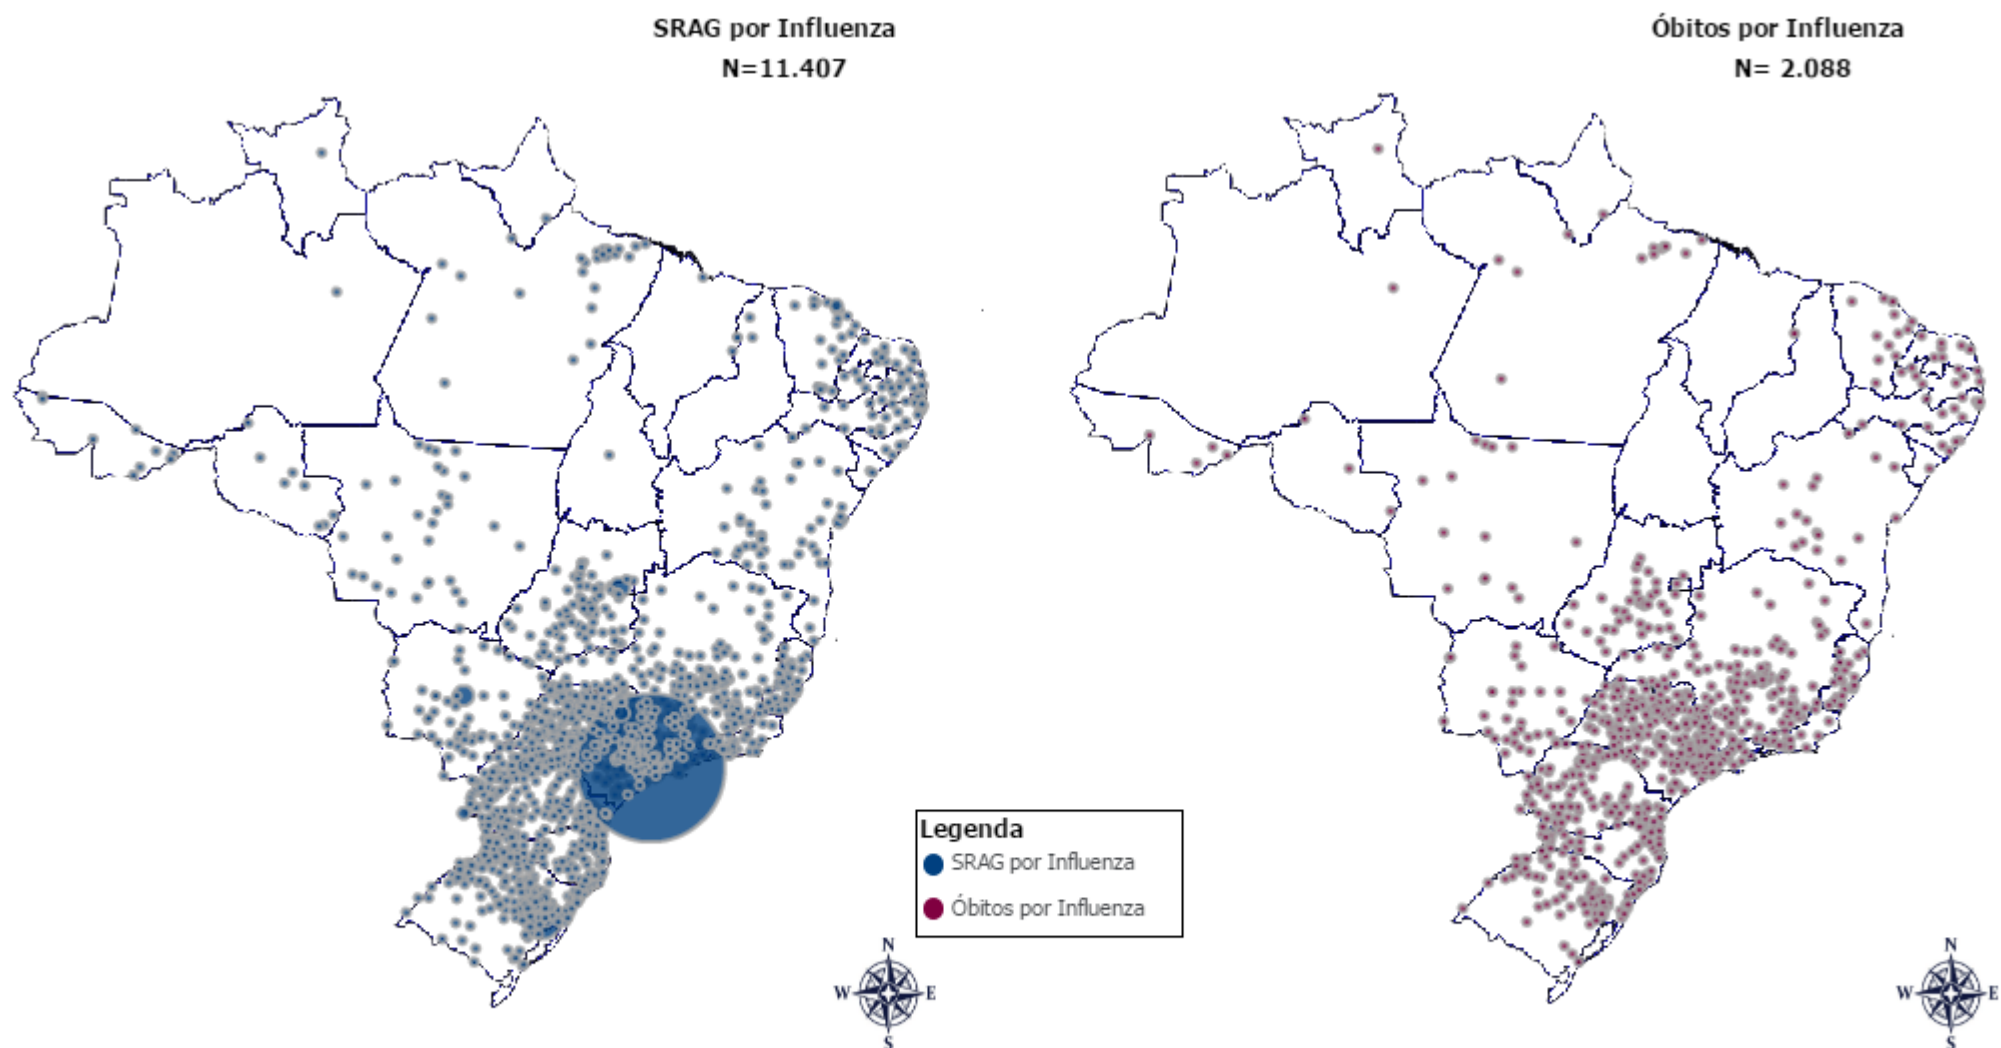 SRAG por Influenza
N=11.407
Óbitos por Influenza
N= 2.088
Legenda
SRAG por Influenza
Óbitos por Influenza
N
W E
S
N
W E
S